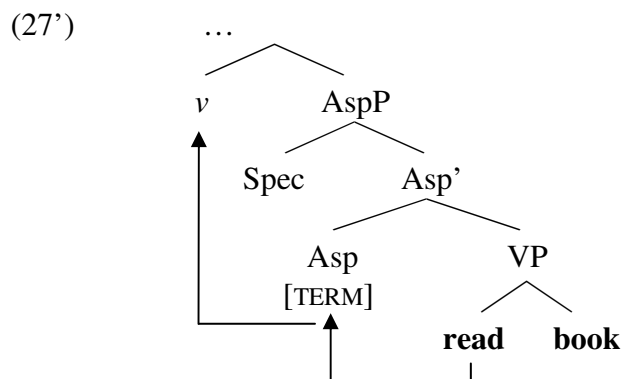 (27’) …
v AspP
Spec Asp’
Asp VP
[TERM]
read book